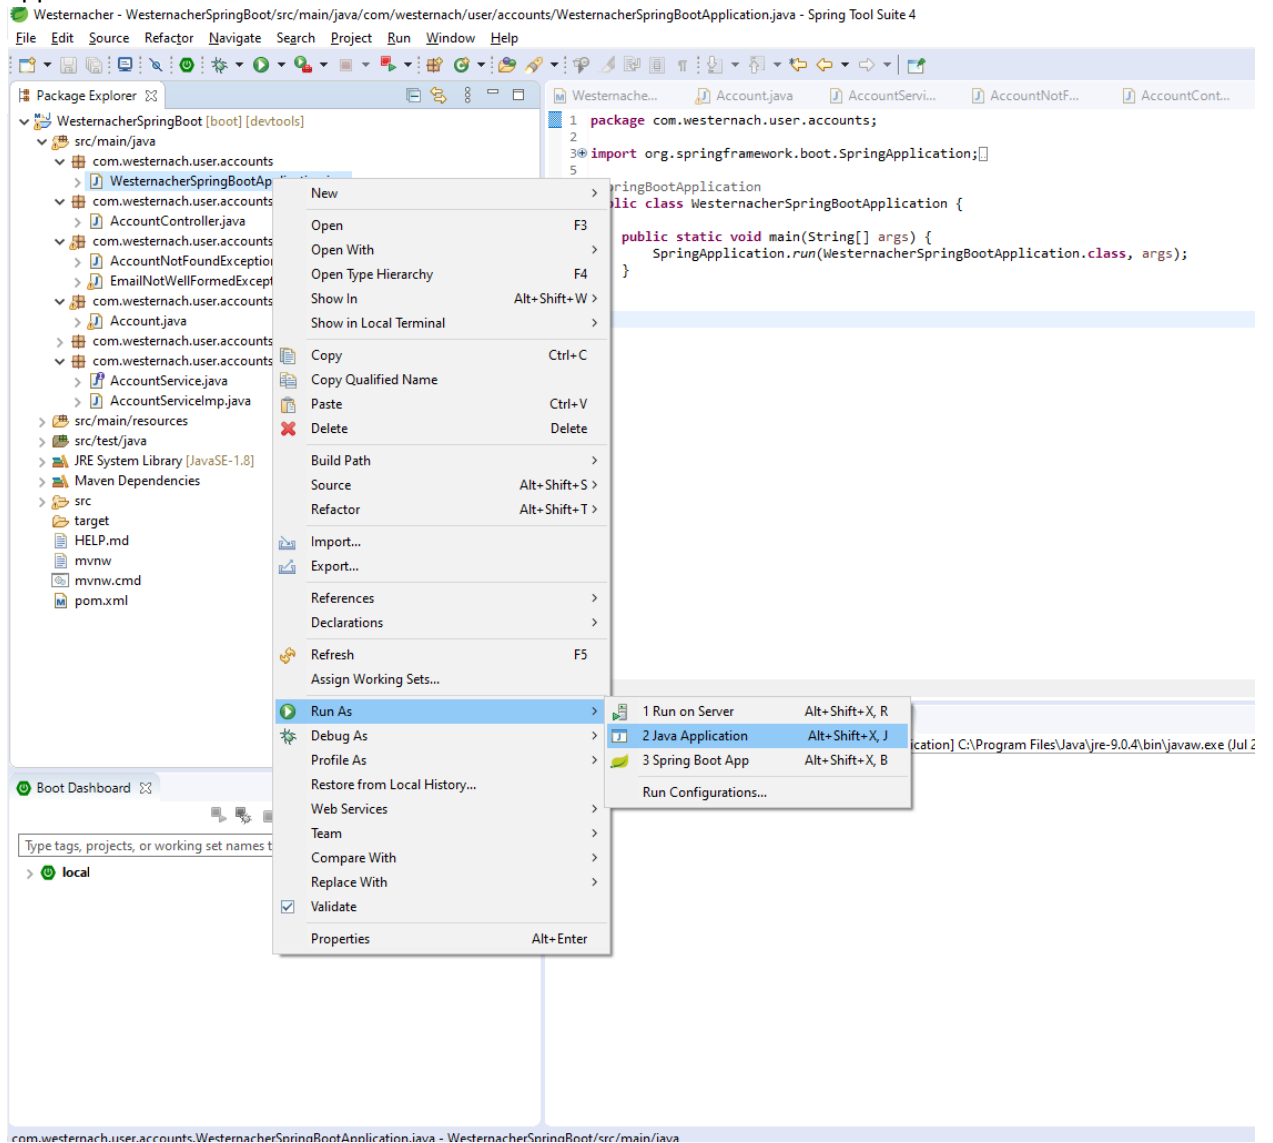 Westernacher - WesternacherSpringBoot/src/main/java/com/westernach/user/accounts/WesternacherSpringBootApplication.java - Spring Tool Suite 4
File Edit Source Refactor Navigate Search Project Run Window Help
Package Explorer
WesternacherSpringBoot [boot] [devtools]
src/main/java
com.westernach.user.accounts
WesternacherSpringBootAp
com.westernach.user.accounts
AccountController.java
com.westernach.user.accounts
AccountNotFoundException
EmailNotWellFormedExcept
com.westernach.user.accounts
Account.java
com.westernach.user.accounts
com.westernach.user.accounts
AccountService.java
AccountServiceImp.java
src/main/resources
src/test/java
JRE System Library [JavaSE-1.8]
Maven Dependencies
src
target
HELP.md
mvnw
mvnw.cmd
pom.xml
Boot Dashboard
Type tags, projects, or working set names t
local
New
Open F3
Open With
Open Type Hierarchy F4
Show In Alt+Shift+W
Show in Local Terminal
Copy Ctrl+C
Copy Qualified Name
Paste Ctrl+V
Delete Delete
Build Path
Source Alt+Shift+S
Refactor Alt+Shift+T
Import...
Export...
References
Declarations
Refresh F5
Assign Working Sets...
Run As
Debug As
Profile As
Restore from Local History...
Web Services
Team
Compare With
Replace With
Validate
Properties Alt+Enter
1 Run on Server Alt+Shift+X, R
2 Java Application Alt+Shift+X, J
3 Spring Boot App Alt+Shift+X, B
Run Configurations...
Westernache... Account.java AccountServi... AccountNotF... AccountCont...
1 package com.westernach.user.accounts;
2
3 import org.springframework.boot.SpringApplication;
5
ringBootApplication
blic class WesternacherSpringBootApplication {
public static void main(String[] args) {
SpringApplication.run(WesternacherSpringBootApplication.class, args);
}
ication] C:\Program Files\Java\jre-9.0.4\bin\javaw.exe (Jul 2
com.westernach.user.accounts.WesternacherSpringBootApplication.java - WesternacherSpringBoot/src/main/java